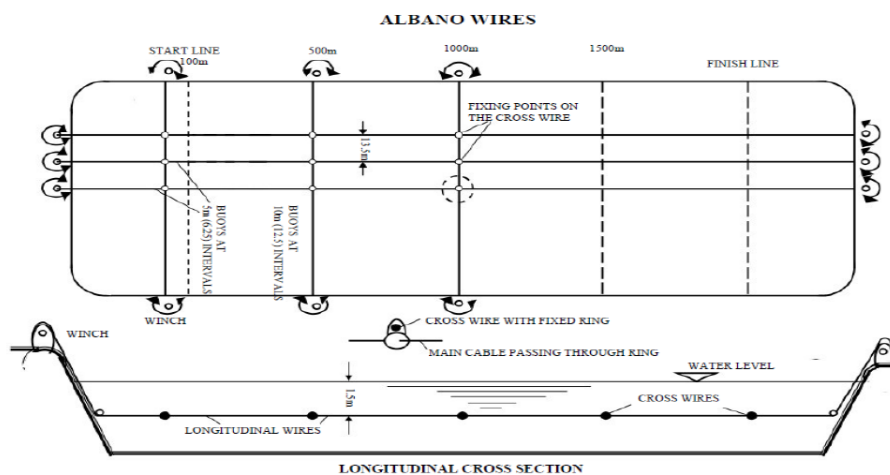 ALBANO WIRES
START LINE
100m
500m
1000m
1500m
FINISH LINE
FIXING POINTS ON
THE CROSS WIRE
13.5m
BUOYS AT
5m (6.25) INTERVALS
BUOYS AT
10m (12.5) INTERVALS
WINCH
CROSS WIRE WITH FIXED RING
MAIN CABLE PASSING THROUGH RING
WINCH
WATER LEVEL
1.5m
LONGITUDINAL WIRES
CROSS WIRES
LONGITUDINAL CROSS SECTION